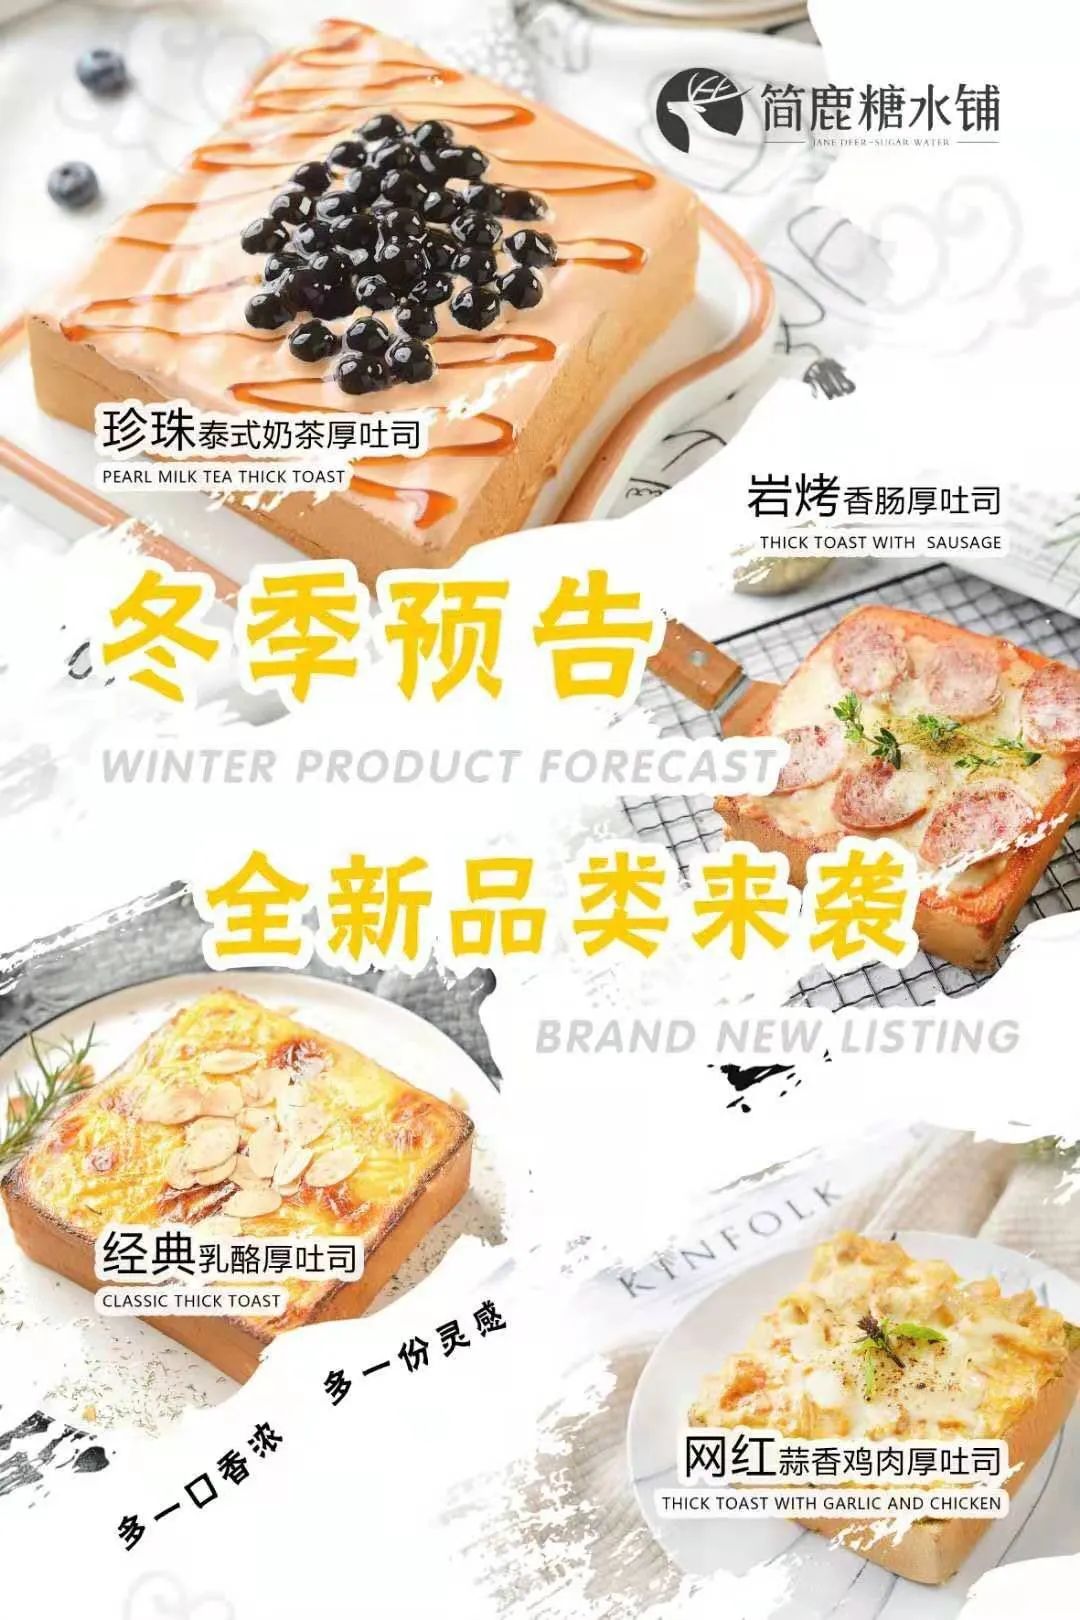 简鹿糖水铺
JANE DEER-SUGAR WATER
珍珠泰式奶茶厚吐司
PEARL MILK TEA THICK TOAST
岩烤香肠厚吐司
THICK TOAST WITH SAUSAGE
冬季预告
WINTER PRODUCT FORECAST
全新品类来袭
BRAND NEW LISTING
经典乳酪厚吐司
CLASSIC THICK TOAST
KINFOLK
多一口香浓 多一份灵感
网红蒜香鸡肉厚吐司
THICK TOAST WITH GARLIC AND CHICKEN